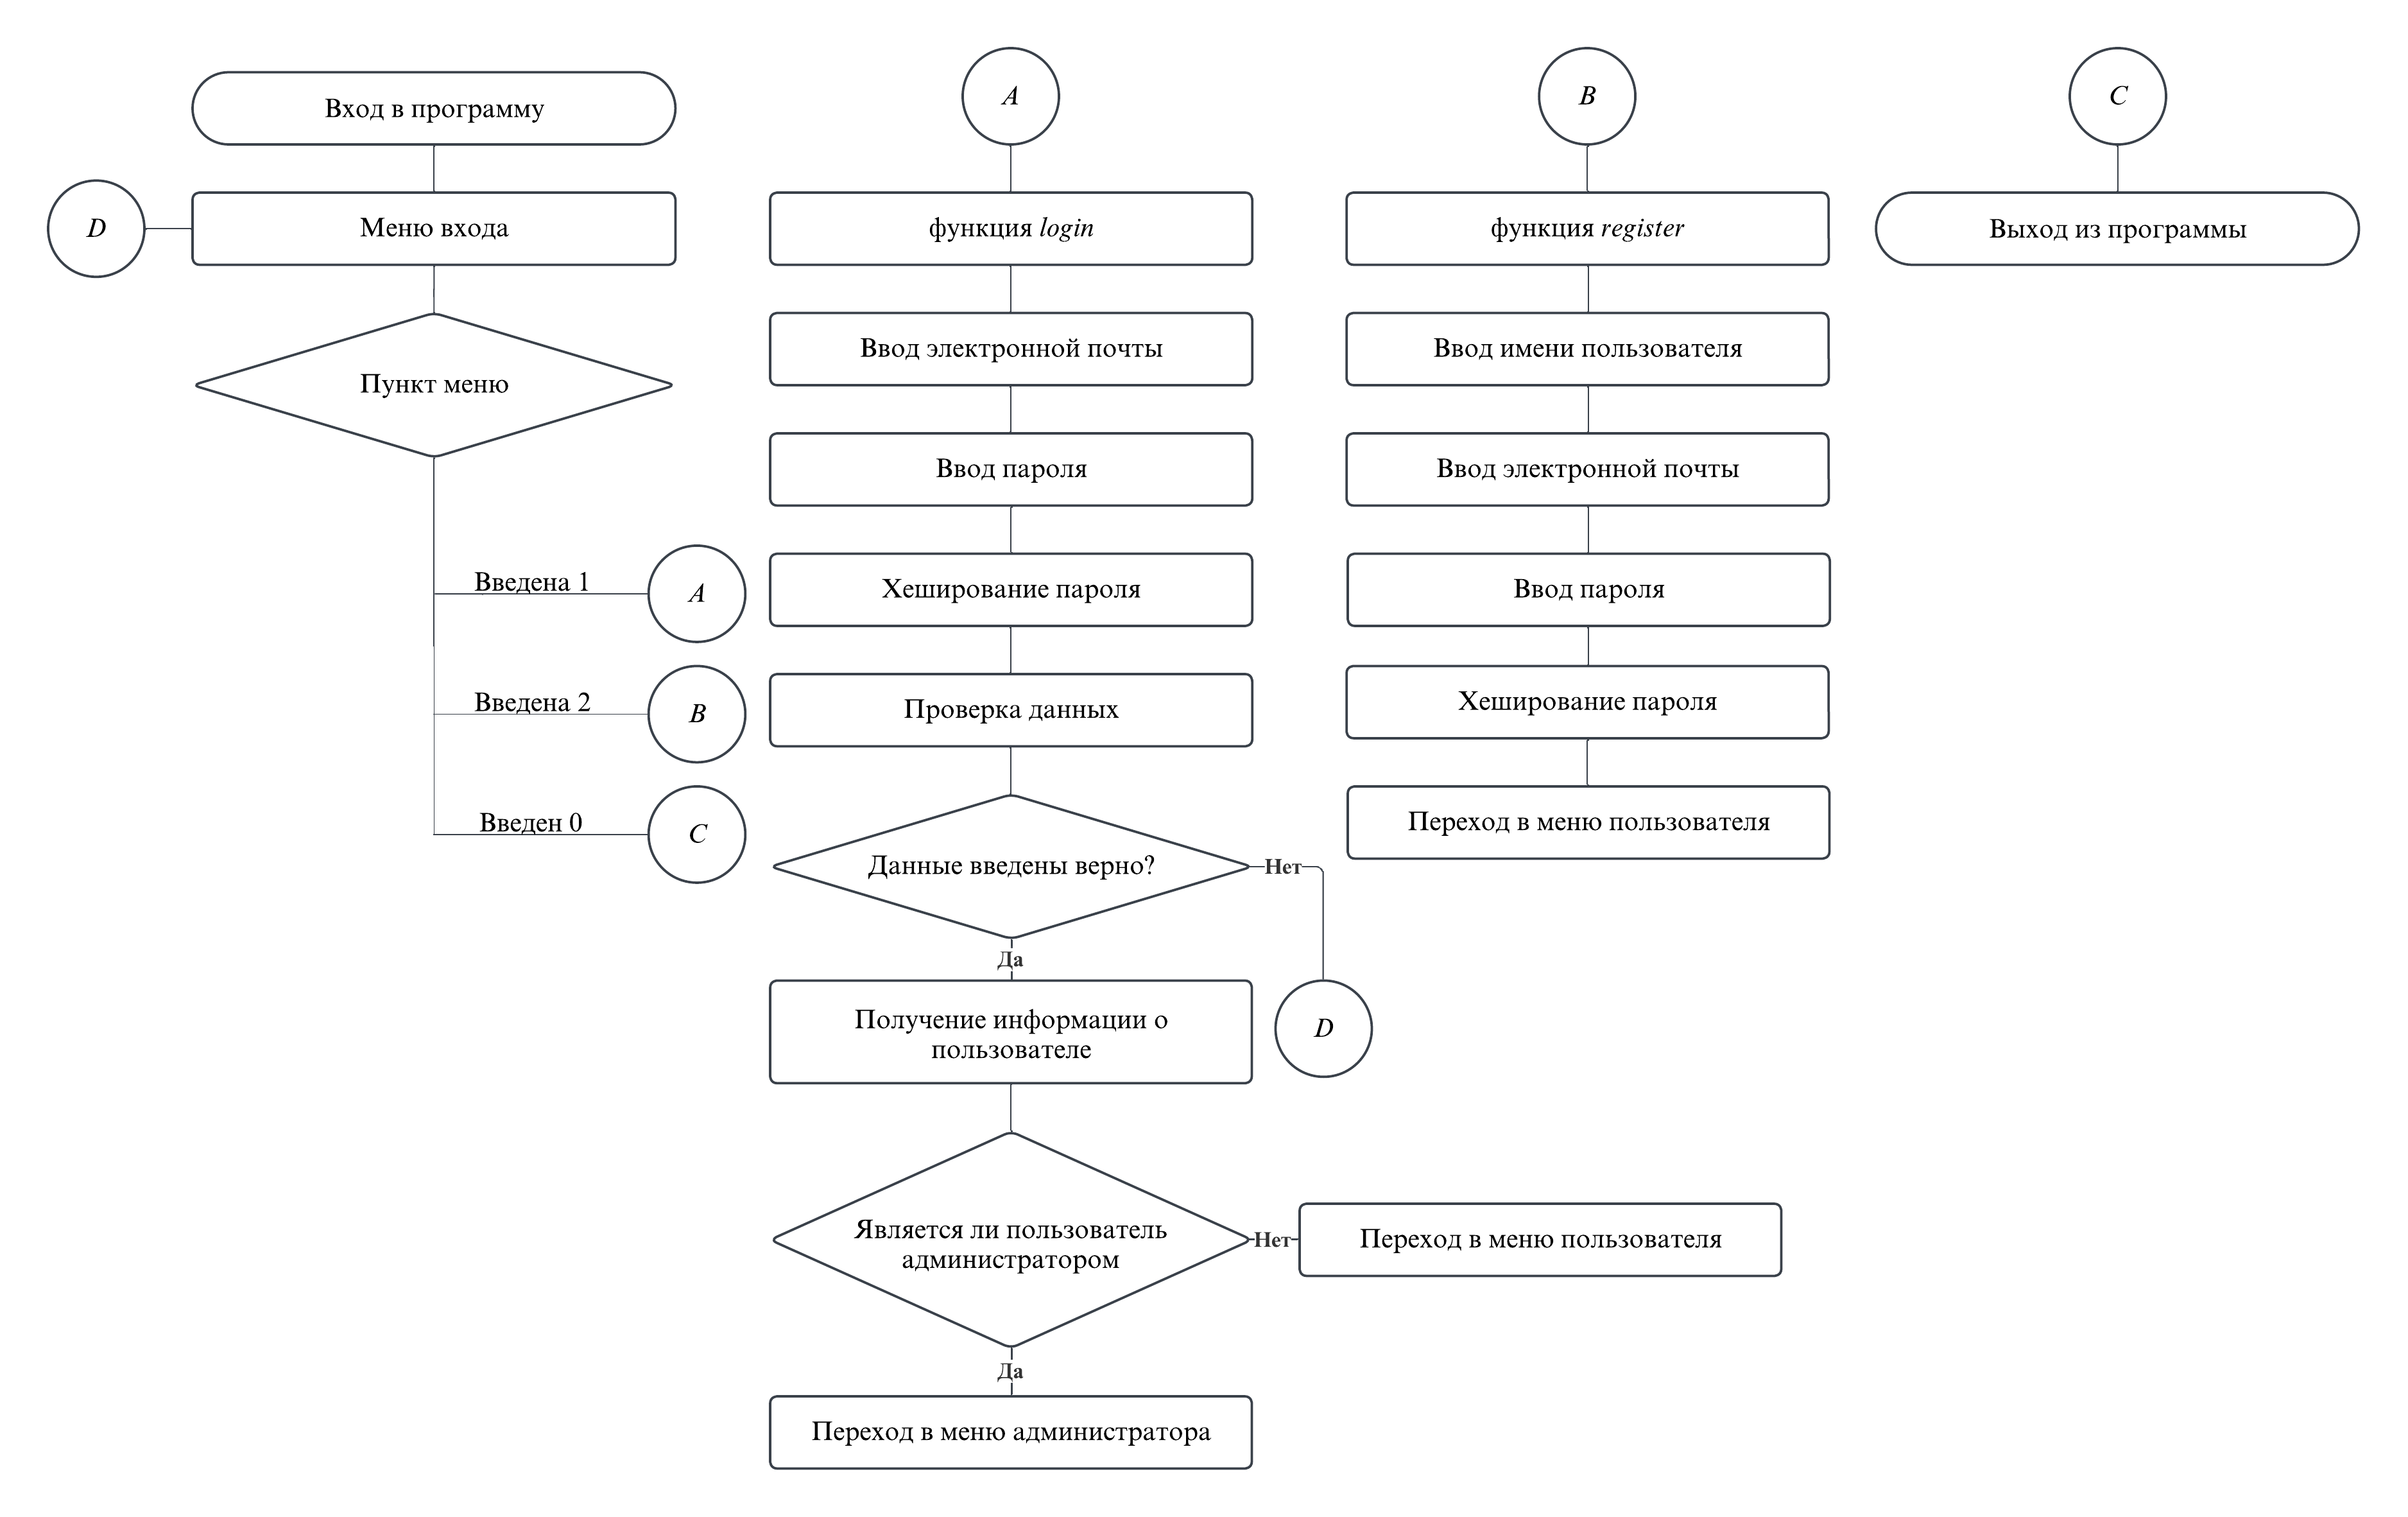 Вход в программу
D
Меню входа
Пункт меню
Введена 1
A
Введена 2
B
Введен 0
C
A
функция login
Ввод электронной почты
Ввод пароля
Хеширование пароля
Проверка данных
Данные введены верно?
Нет
D
Да
Получение информации о
пользователе
Является ли пользователь
администратором
Нет
Переход в меню пользователя
Да
Переход в меню администратора
B
функция register
Ввод имени пользователя
Ввод электронной почты
Ввод пароля
Хеширование пароля
Переход в меню пользователя
C
Выход из программы